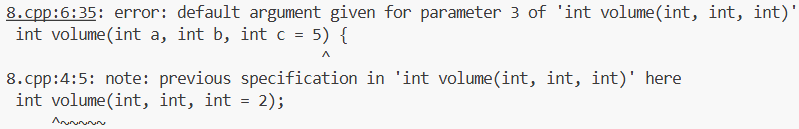 8.cpp:6:35: error: default argument given for parameter 3 of 'int volume(int, int, int)'
int volume(int a, int b, int c = 5) {
^
8.cpp:4:5: note: previous specification in 'int volume(int, int, int)' here
int volume(int, int, int = 2);
^~~~~~